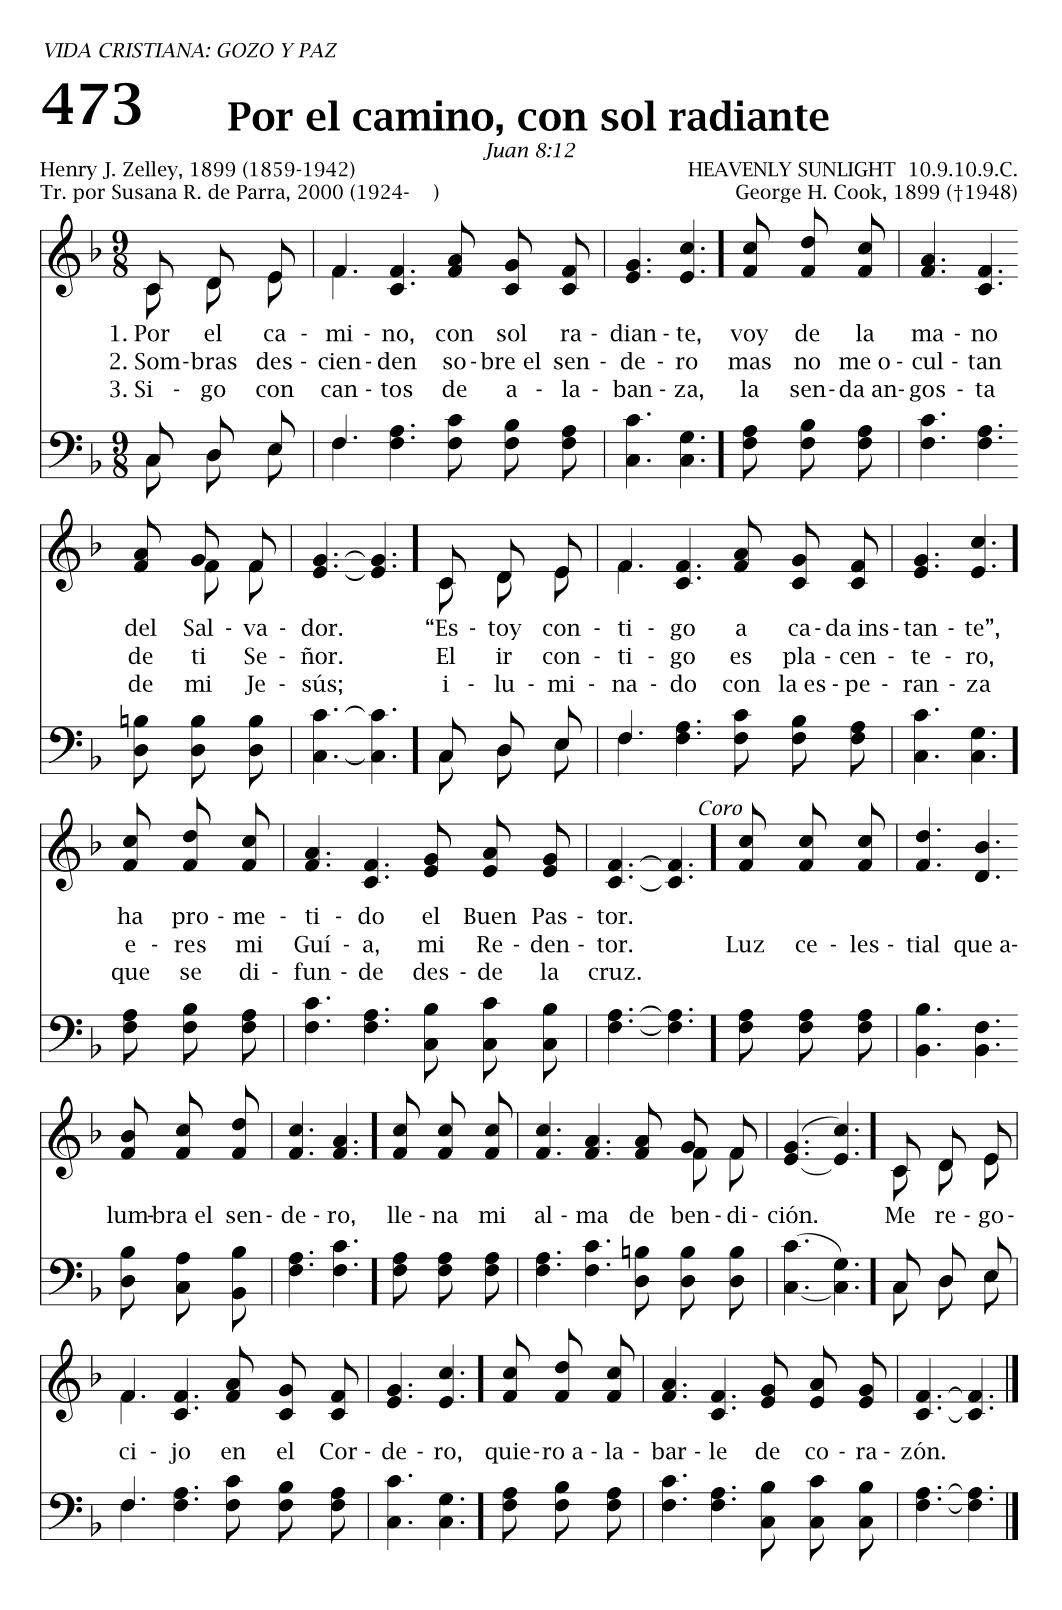 VIDA CRISTIANA: GOZO Y PAZ
473
Por el camino, con sol radiante
Juan 8:12
Henry J. Zelley, 1899 (1859-1942)
HEAVENLY SUNLIGHT 10.9.10.9.C.
Tr. por Susana R. de Parra, 2000 (1924- )
George H. Cook, 1899 (†1948)
9 8
1. Por el ca - mi - no, con sol ra - dian - te, voy de la ma - no
2. Som - bras des - cien - den so - bre el sen - de - ro mas no me o - cul - tan
3. Si - go con can - tos de a - la - ban - za, la sen - da an - gos - ta
9 8
del Sal - va - dor. “Es - toy con - ti - go a ca - da ins - tan - te”,
de ti Se - ñor. El ir con - ti - go es pla - cen - te - ro,
de mi Je - sús; i - lu - mi - na - do con la es - pe - ran - za
Coro
ha pro - me - ti - do el Buen Pas - tor.
e - res mi Guí - a, mi Re - den - tor. Luz ce - les - tial que a-
que se di - fun - de des - de la cruz.
lum - bra el sen - de - ro, lle - na mi al - ma de ben - di - ción. Me re - go -
ci - jo en el Cor - de - ro, quie - ro a - la - bar - le de co - ra - zón.